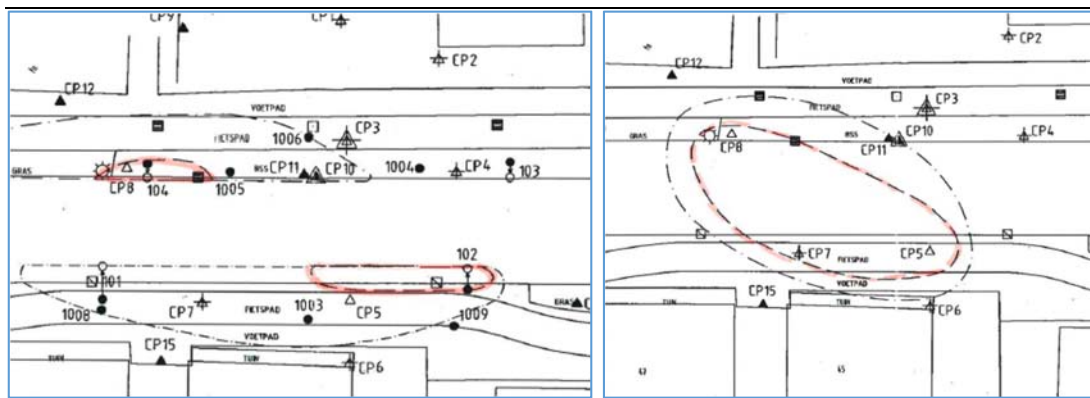 CP9
CP2
CP12
VOETPAD
FIETSPAD
1006
CP3
GRAS
CP8
104
1005
CP11
CP10
1004
CP4
103
102
101
1008
CP7
FIETSPAD
1003
CP5
1009
GRAS
VOETPAD
CP15
TUIN
CP6
CP2
CP12
VOETPAD
FIETSPAD
CP3
GRAS
CP8
CP10
CP11
CP4
CP7
FIETSPAD
CP5
VOETPAD
CP15
TUIN
TUIN
CP6